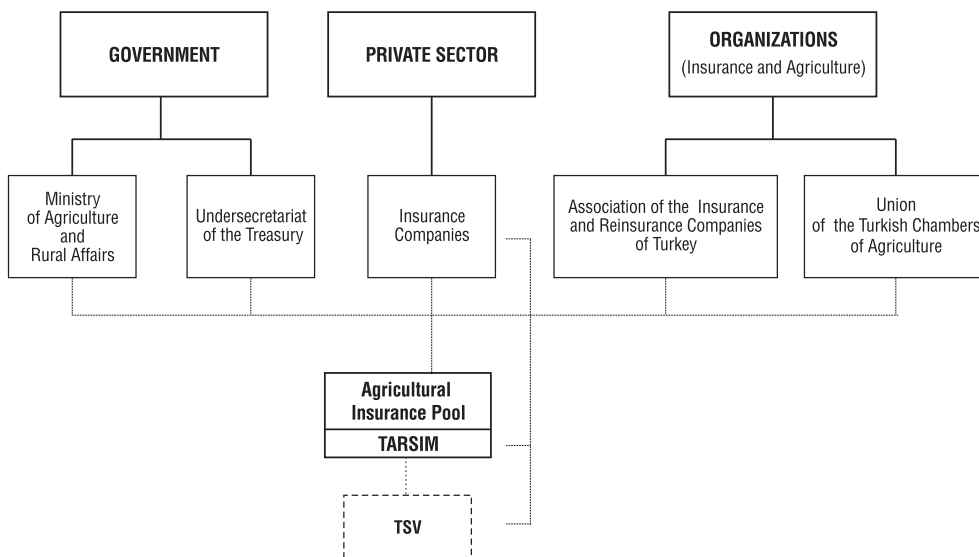 GOVERNMENT
PRIVATE SECTOR
ORGANIZATIONS
(Insurance and Agriculture)
Ministry
of Agriculture
and
Rural Affairs
Undersecretariat
of the Treasury
Insurance
Companies
Association of the Insurance
and Reinsurance Companies
of Turkey
Union
of the Turkish Chambers
of Agriculture
Agricultural
Insurance Pool
TARSIM
TSV